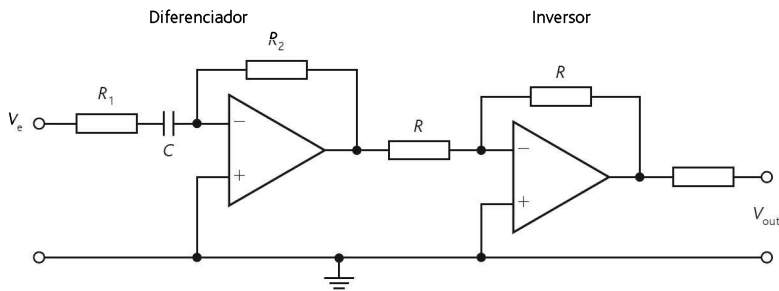 Diferenciador
Inversor
R2
R
R1
R
Ve
C
−
+
−
+
Vout